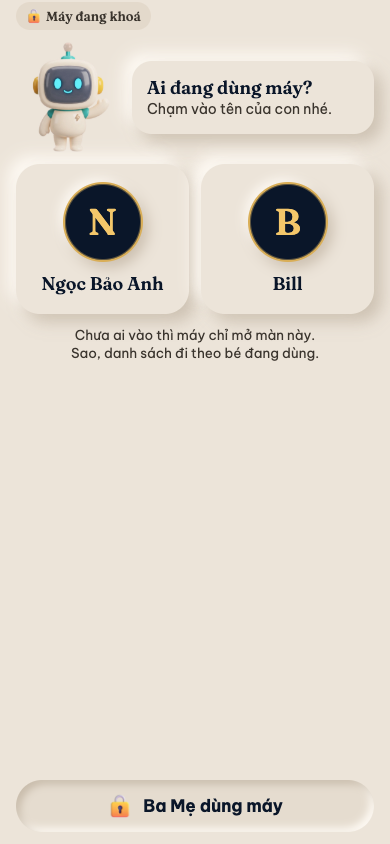 🔒 Máy đang khoá
Ai đang dùng máy?
Chạm vào tên của con nhé.
N
B
Ngọc Bảo Anh
Bill
Chưa ai vào thì máy chỉ mở màn này.
Sao, danh sách đi theo bé đang dùng.
🔒 Ba Mẹ dùng máy